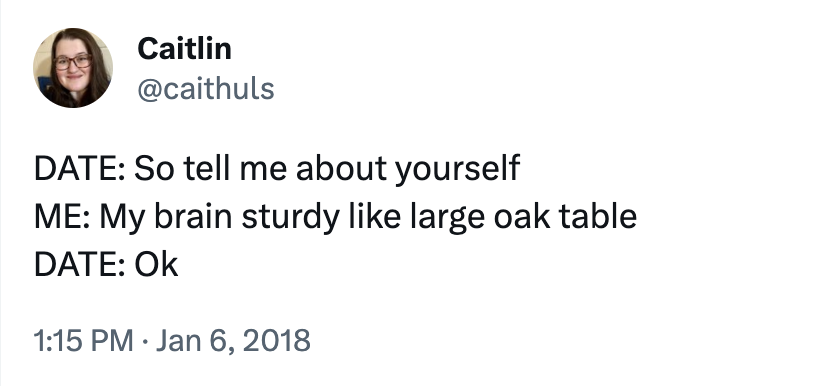 Caitlin
@caithuls
DATE: So tell me about yourself
ME: My brain sturdy like large oak table
DATE: Ok
1:15 PM · Jan 6, 2018